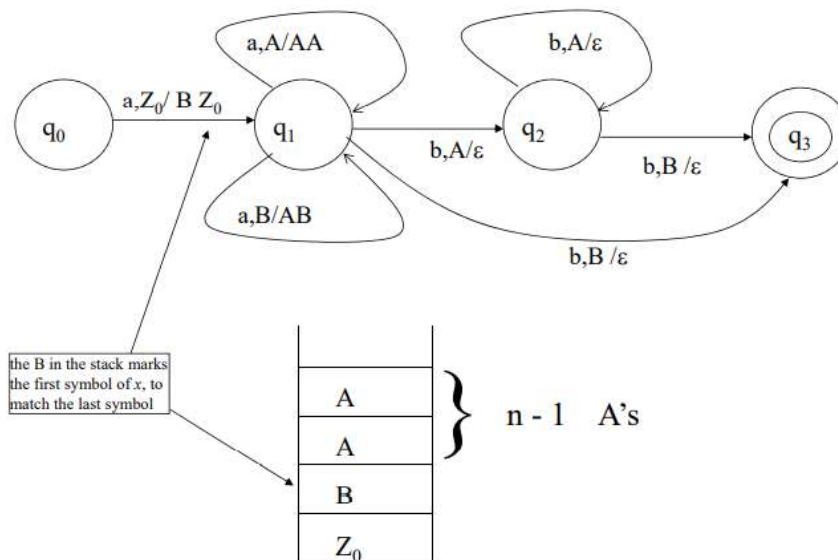 a,A/AA
b,A/ε
a,Z₀/ B Z₀
q₀
q₁
q₂
q₃
b,A/ε
b,B /ε
a,B/AB
b,B /ε
the B in the stack marks
the first symbol of x, to
match the last symbol
A
A
B
Z₀
n - 1 A's